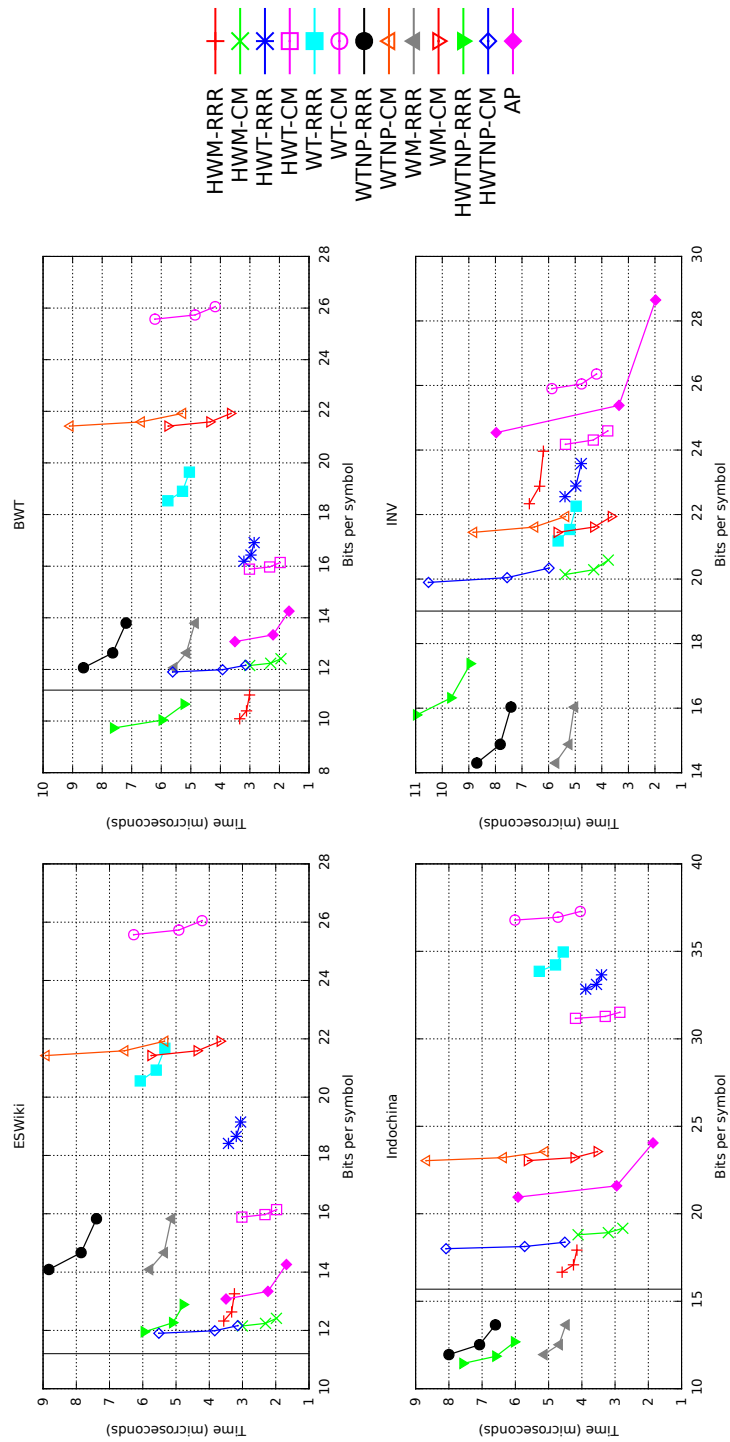 ESWiki
Time (microseconds)
9
8
7
6
5
4
3
2
1
10 12 14 16 18 20 22 24 26 28
Bits per symbol
BWT
Time (microseconds)
10
9
8
7
6
5
4
3
2
1
8 10 12 14 16 18 20 22 24 26 28
Bits per symbol
Indochina
Time (microseconds)
9
8
7
6
5
4
3
2
1
10 15 20 25 30 35 40
Bits per symbol
INV
Time (microseconds)
11
10
9
8
7
6
5
4
3
2
1
14 16 18 20 22 24 26 28 30
Bits per symbol
HWM-RRR
HWM-CM
HWT-RRR
HWT-CM
WT-RRR
WT-CM
WTNP-RRR
WTNP-CM
WM-RRR
WM-CM
HWTNP-RRR
HWTNP-CM
AP